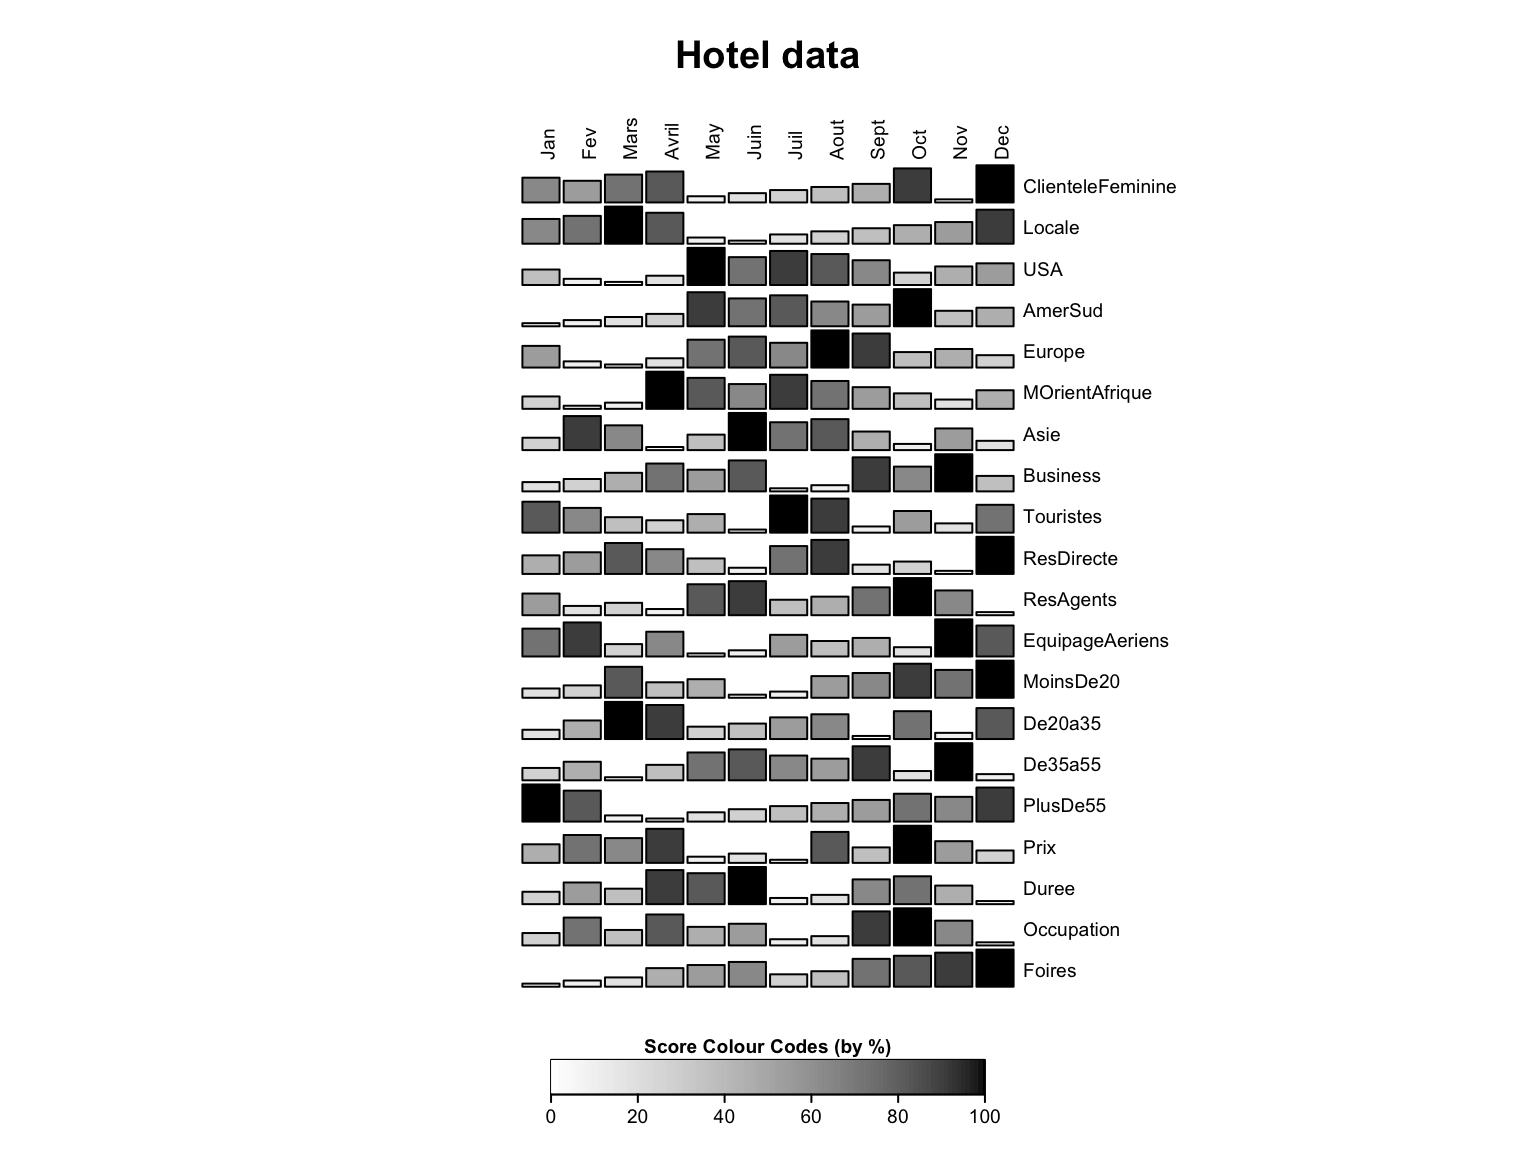 Hotel data
Jan Fev Mars Avril May Juin Juil Aout Sept Oct Nov Dec
ClienteleFeminine
Locale
USA
AmerSud
Europe
MOrientAfrique
Asie
Business
Touristes
ResDirecte
ResAgents
EquipageAeriens
MoinsDe20
De20a35
De35a55
PlusDe55
Prix
Duree
Occupation
Foires
Score Colour Codes (by %)
0 20 40 60 80 100